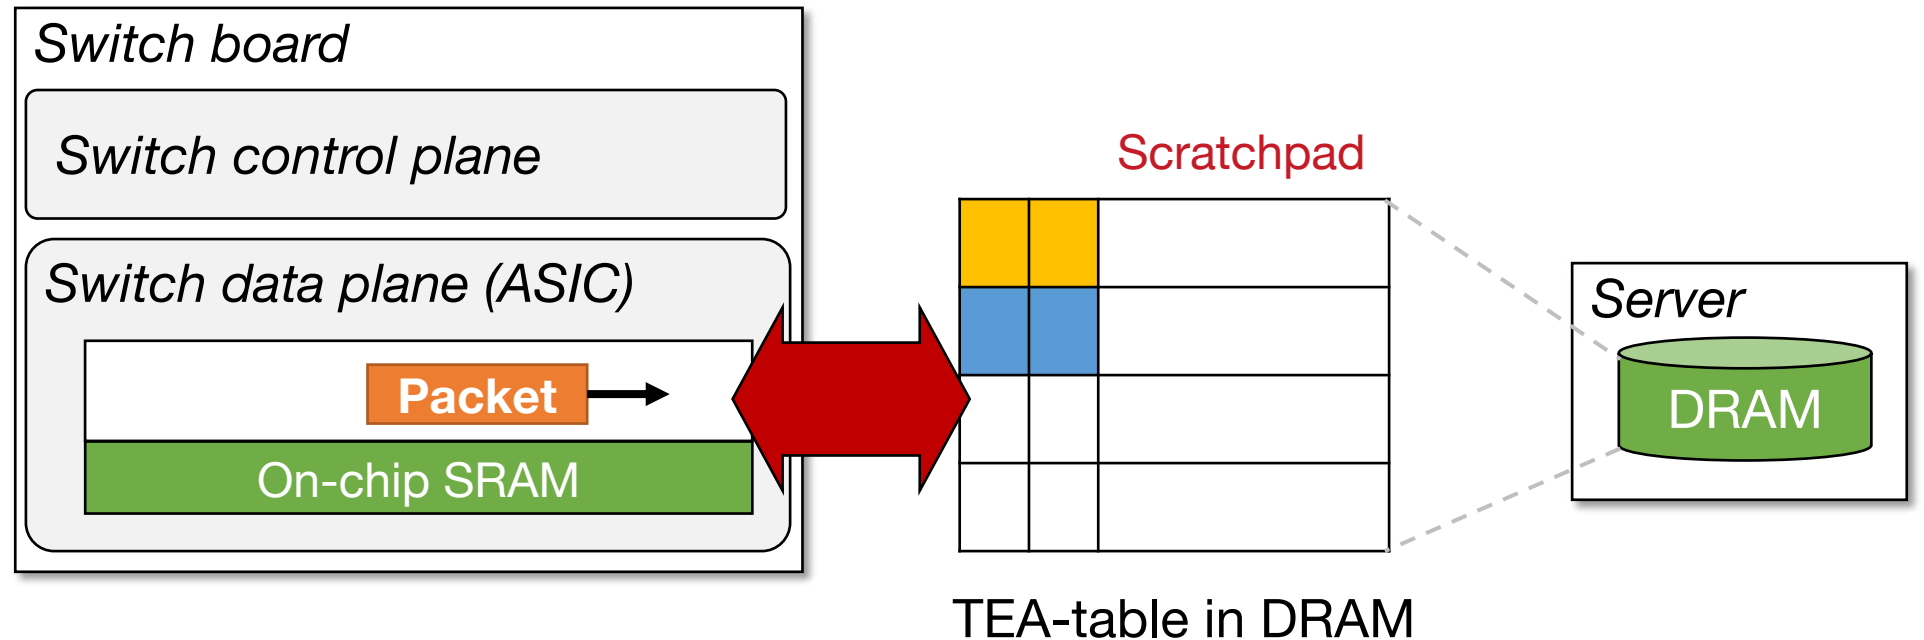 Switch board
Switch control plane
Switch data plane (ASIC)
Packet
On-chip SRAM
Scratchpad
TEA-table in DRAM
Server
DRAM